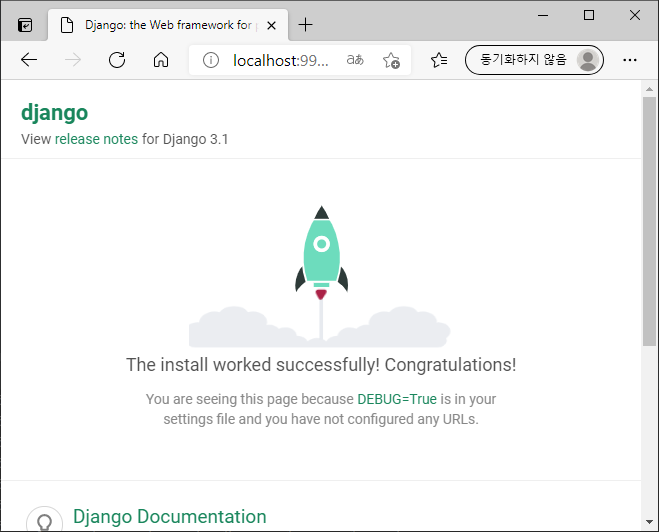 Django: the Web framework for
localhost:99...
aあ
동기화하지 않음
django
View release notes for Django 3.1
The install worked successfully! Congratulations!
You are seeing this page because DEBUG=True is in your
settings file and you have not configured any URLs.
Django Documentation